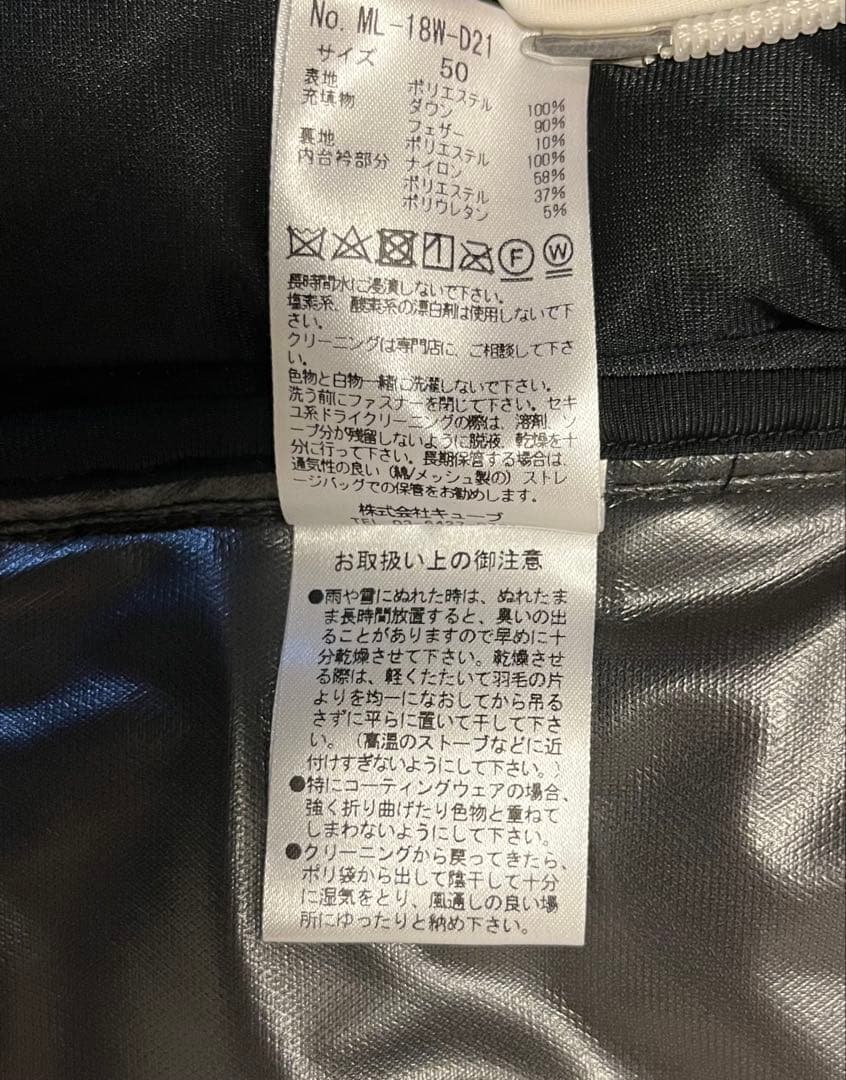 No. ML-18W-D21
サイズ 50
表地 ポリエステル 100%
充填物 ダウン 90%
フェザー 10%
裏地 ポリエステル 100%
内台衿部分 ナイロン 58%
ポリエステル 37%
ポリウレタン 5%
F W
長時間水に浸漬しないで下さい。
塩素系、酸素系の漂白剤は使用しないで下
さい。
クリーニングは専門店に、ご相談して下さ
い。
色物と白物一緒に洗濯しないで下さい。
洗う前にファスナーを閉じて下さい。セキ
ユ系ドライクリーニングの際は、溶剤、ソ
ープ分が残留しないように脱液、乾燥を十
分に行って下さい。長期保管する場合は、
通気性の良い（綿/メッシュ製の）ストレ
ージバッグでの保管をお勧めします。
株式会社キューブ
お取扱い上の御注意
●雨や雪にぬれた時は、ぬれたま
ま長時間放置すると、臭いの出
ることがありますので早めに十
分乾燥させて下さい。乾燥させ
る際は、軽くたたいて羽毛の片
よりを均一になおしてから吊る
さずに平らに置いて干して下さ
い。（高温のストーブなどに近
付けすぎないようにして下さい。）
●特にコーティングウェアの場合、
強く折り曲げたり色物と重ねて
しまわないようにして下さい。
●クリーニングから戻ってきたら、
ポリ袋から出して陰干して十分
に湿気をとり、風通しの良い場
所にゆったりと納め下さい。